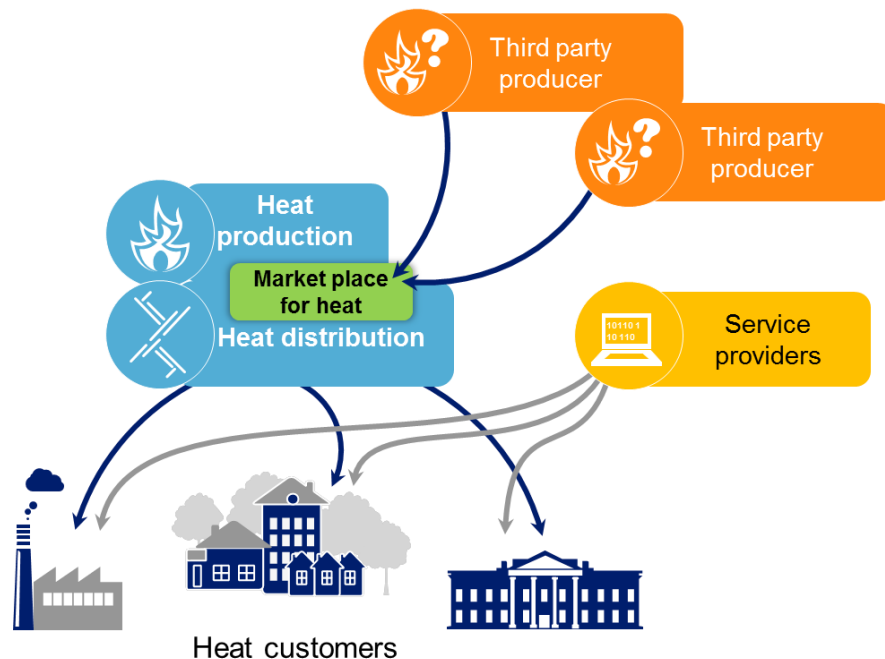 Third party
producer
Third party
producer
Heat
production
Market place
for heat
Heat distribution
10110 1
10 110
Service
providers
Heat customers